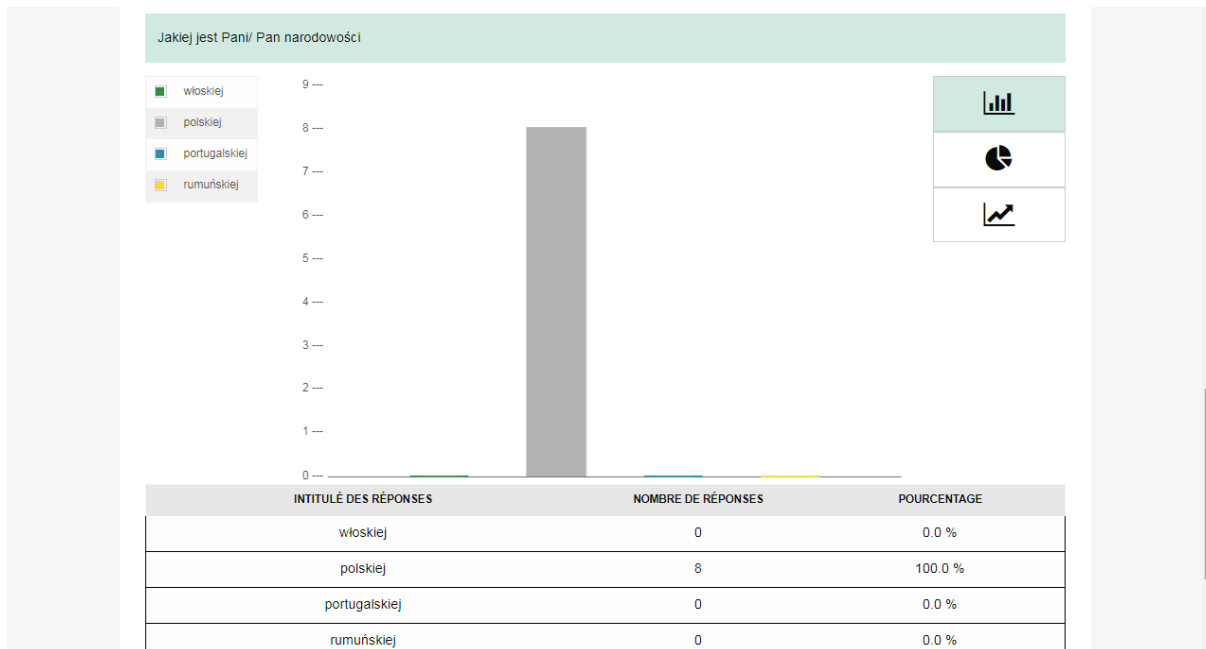 Jakiej jest Pani/ Pan narodowości
włoskiej
polskiej
portugalskiej
rumuńskiej
9 ---
8 ---
7 ---
6 ---
5 ---
4 ---
3 ---
2 ---
1 ---
0 ---
INTITULÉ DES RÉPONSES NOMBRE DE RÉPONSES POURCENTAGE
włoskiej 0 0.0 %
polskiej 8 100.0 %
portugalskiej 0 0.0 %
rumuńskiej 0 0.0 %